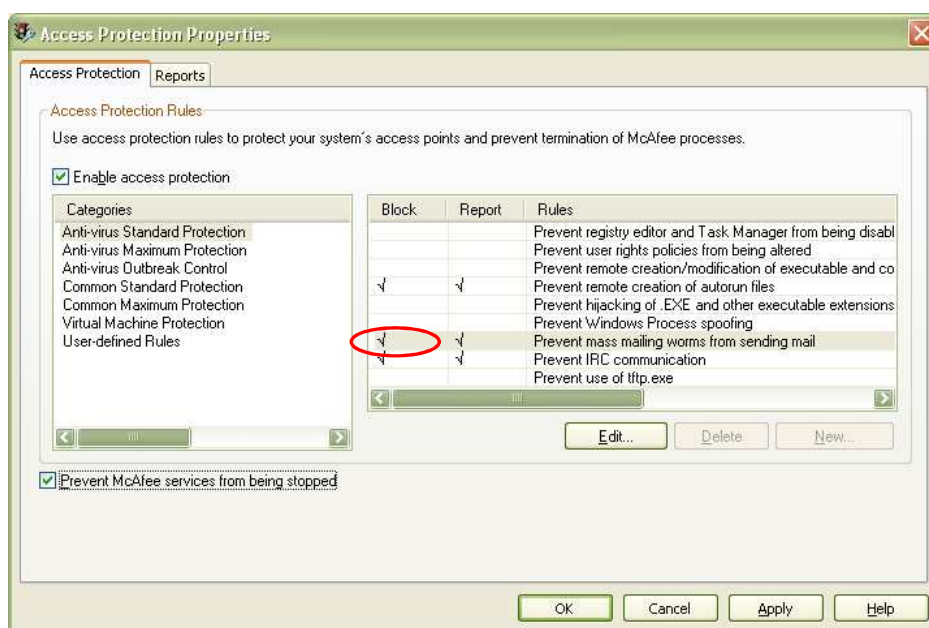 Access Protection Properties
Access Protection Reports
Access Protection Rules
Use access protection rules to protect your system´s access points and prevent termination of McAfee processes.
Enable access protection
Categories Block Report Rules
Anti-virus Standard Protection Prevent registry editor and Task Manager from being disabl
Anti-virus Maximum Protection Prevent user rights policies from being altered
Anti-virus Outbreak Control Prevent remote creation/modification of executable and co
Common Standard Protection √ √ Prevent remote creation of autorun files
Common Maximum Protection Prevent hijacking of .EXE and other executable extensions
Virtual Machine Protection Prevent Windows Process spoofing
User-defined Rules √ √ Prevent mass mailing worms from sending mail
√ √ Prevent IRC communication
Prevent use of tftp.exe
Edit... Delete New...
Prevent McAfee services from being stopped
OK Cancel Apply Help